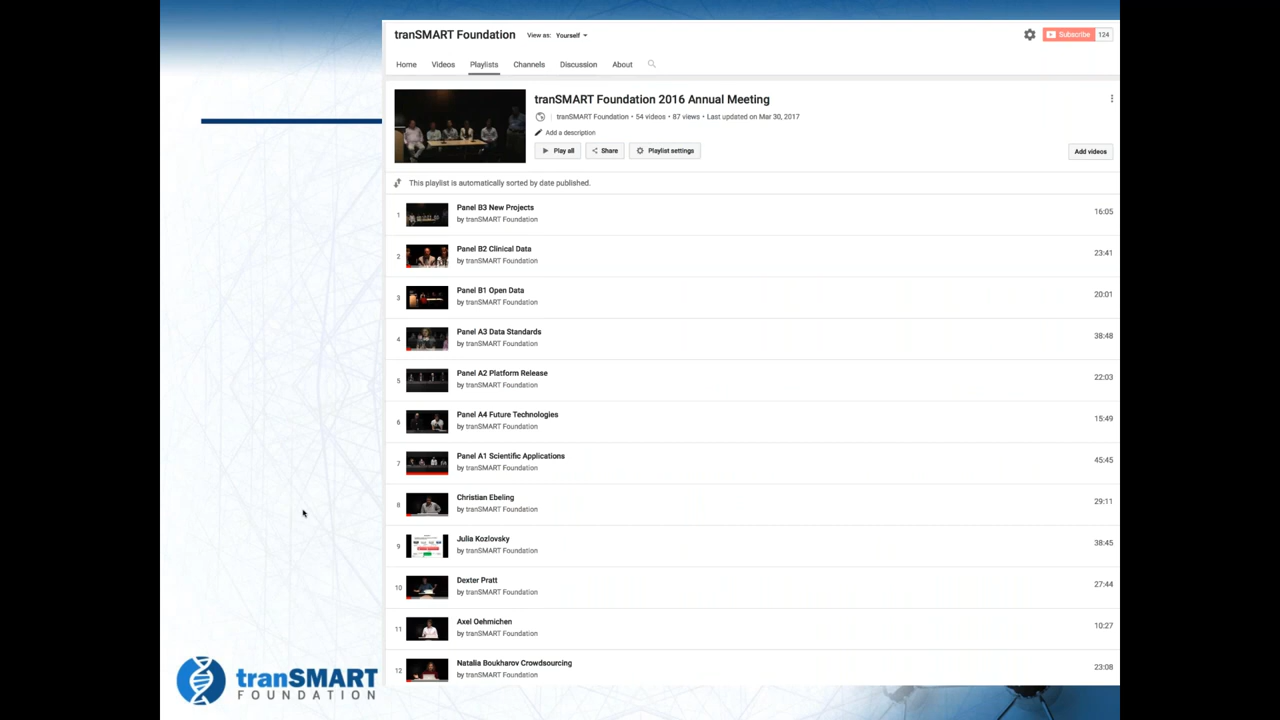 tranSMART Foundation View as: Yourself
Subscribe 124
Home Videos Playlists Channels Discussion About
tranSMART Foundation 2016 Annual Meeting
tranSMART Foundation • 54 videos • 87 views • Last updated on Mar 30, 2017
Add a description
Play all Share Playlist settings Add videos
This playlist is automatically sorted by date published.
1 Panel B3 New Projects 16:05
by tranSMART Foundation
2 Panel B2 Clinical Data 23:41
by tranSMART Foundation
3 Panel B1 Open Data 20:01
by tranSMART Foundation
4 Panel A3 Data Standards 38:48
by tranSMART Foundation
5 Panel A2 Platform Release 22:03
by tranSMART Foundation
6 Panel A4 Future Technologies 15:49
by tranSMART Foundation
7 Panel A1 Scientific Applications 45:45
by tranSMART Foundation
8 Christian Ebeling 29:11
by tranSMART Foundation
9 Julia Kozlovsky 38:45
by tranSMART Foundation
10 Dexter Pratt 27:44
by tranSMART Foundation
11 Axel Oehmichen 10:27
by tranSMART Foundation
12 Natalia Boukharov Crowdsourcing 23:08
by tranSMART Foundation
tranSMART
FOUNDATION